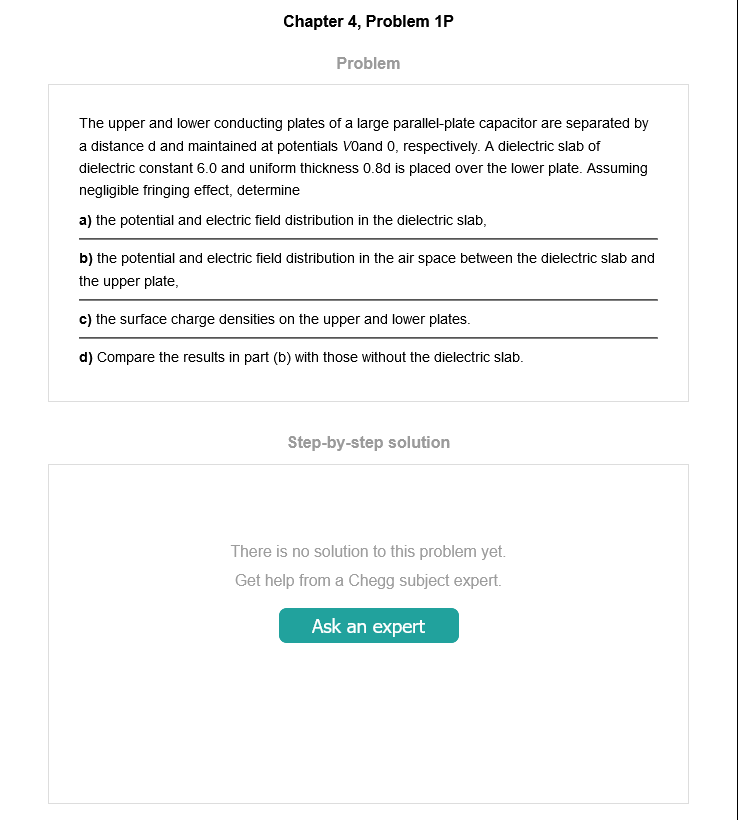 Chapter 4, Problem 1P
Problem
The upper and lower conducting plates of a large parallel-plate capacitor are separated by
a distance d and maintained at potentials V0and 0, respectively. A dielectric slab of
dielectric constant 6.0 and uniform thickness 0.8d is placed over the lower plate. Assuming
negligible fringing effect, determine
a) the potential and electric field distribution in the dielectric slab,
b) the potential and electric field distribution in the air space between the dielectric slab and
the upper plate,
c) the surface charge densities on the upper and lower plates.
d) Compare the results in part (b) with those without the dielectric slab.
Step-by-step solution
There is no solution to this problem yet.
Get help from a Chegg subject expert.
Ask an expert